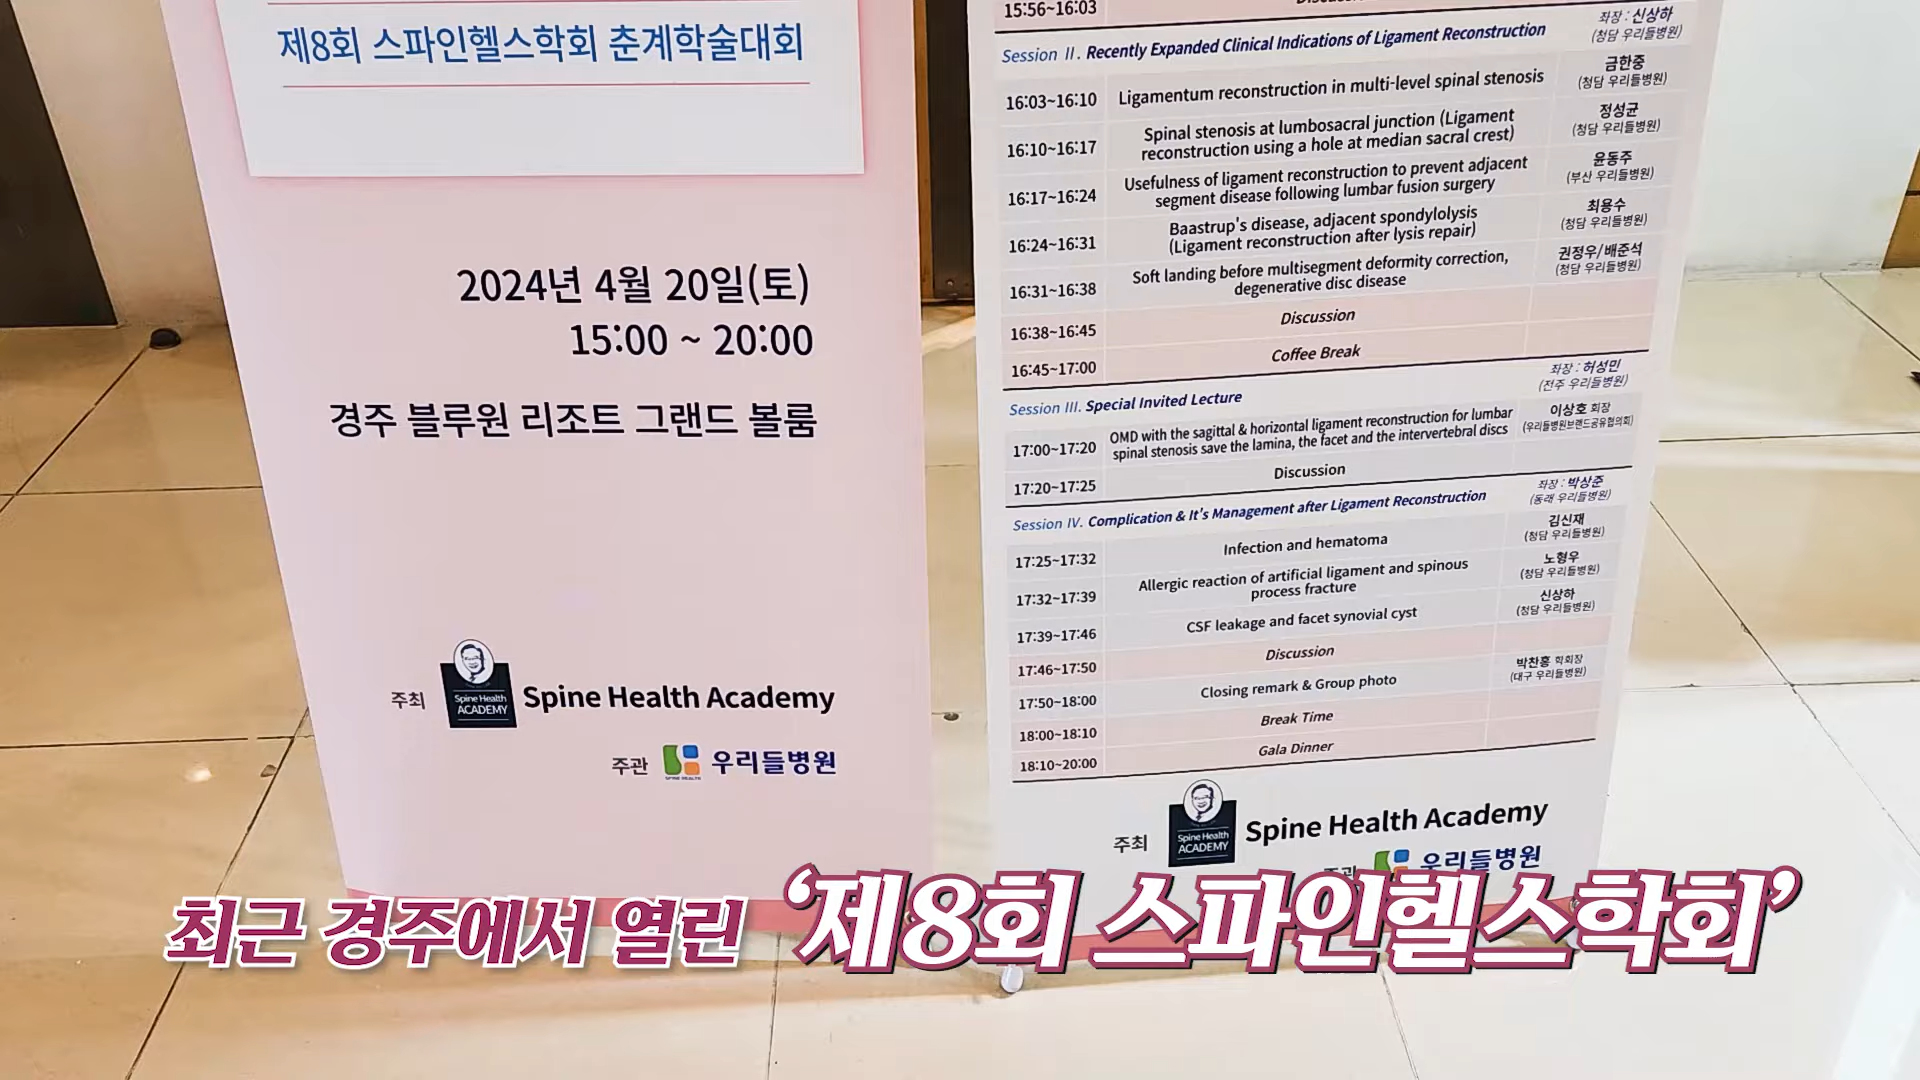 제8회 스파인헬스학회 춘계학술대회
2024년 4월 20일(토)
15:00 ~ 20:00
경주 블루원 리조트 그랜드 볼룸
주최 Spine Health ACADEMY Spine Health Academy
주관 SPINE HEALTH 우리들병원
15:56~16:03
Session II. Recently Expanded Clinical Indications of Ligament Reconstruction 좌장 : 신상하 (청담 우리들병원)
16:03~16:10 Ligamentum reconstruction in multi-level spinal stenosis 금한중 (청담 우리들병원)
16:10~16:17 Spinal stenosis at lumbosacral junction (Ligament reconstruction using a hole at median sacral crest) 정성균 (청담 우리들병원)
16:17~16:24 Usefulness of ligament reconstruction to prevent adjacent segment disease following lumbar fusion surgery 윤동주 (부산 우리들병원)
16:24~16:31 Baastrup's disease, adjacent spondylolysis (Ligament reconstruction after lysis repair) 최용수 (청담 우리들병원)
16:31~16:38 Soft landing before multisegment deformity correction, degenerative disc disease 권정우/배준석 (청담 우리들병원)
16:38~16:45 Discussion
16:45~17:00 Coffee Break
Session III. Special Invited Lecture 좌장 : 허성민 (전주 우리들병원)
17:00~17:20 OMD with the sagittal & horizontal ligament reconstruction for lumbar spinal stenosis save the lamina, the facet and the intervertebral discs 이상호 회장 (우리들병원브랜드공유협의회)
17:20~17:25 Discussion
Session IV. Complication & It's Management after Ligament Reconstruction 좌장 : 박상준 (동래 우리들병원)
17:25~17:32 Infection and hematoma 김신재 (청담 우리들병원)
17:32~17:39 Allergic reaction of artificial ligament and spinous process fracture 노형우 (청담 우리들병원)
17:39~17:46 CSF leakage and facet synovial cyst 신상하 (청담 우리들병원)
17:46~17:50 Discussion
17:50~18:00 Closing remark & Group photo 박찬홍 학회장 (대구 우리들병원)
18:00~18:10 Break Time
18:10~20:00 Gala Dinner
주최 Spine Health ACADEMY Spine Health Academy
주관 우리들병원
최근 경주에서 열린 ‘제8회 스파인헬스학회’